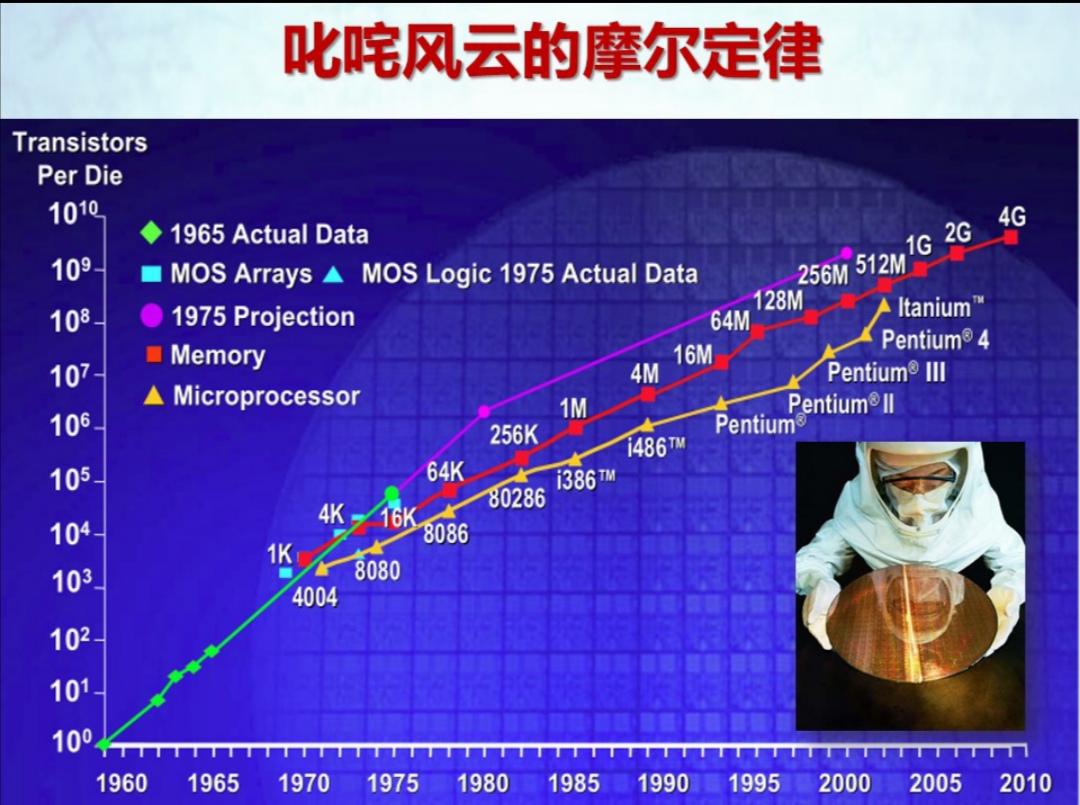 叱咤风云的摩尔定律
Transistors
Per Die
10¹⁰
10⁹
10⁸
10⁷
10⁶
10⁵
10⁴
10³
10²
10¹
10⁰
1965 Actual Data
MOS Arrays MOS Logic 1975 Actual Data
1975 Projection
Memory
Microprocessor
1K
4K
16K
64K
256K
1M
4M
16M
64M
128M
256M
512M
1G
2G
4G
4004
8080
8086
80286
i386™
i486™
Pentium®
Pentium® II
Pentium® III
Pentium® 4
Itanium™
1960 1965 1970 1975 1980 1985 1990 1995 2000 2005 2010